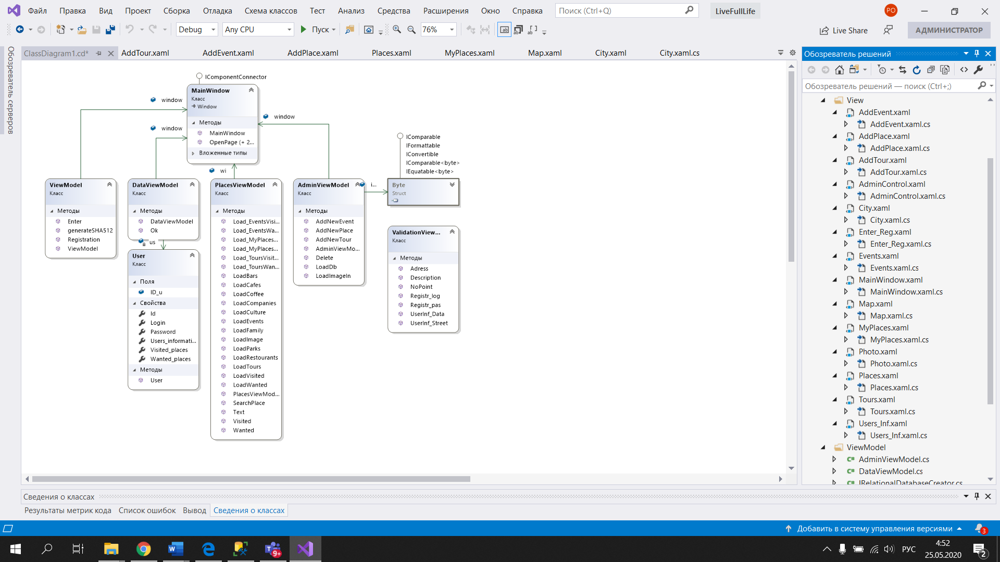 Файл Правка Вид Проект Сборка Отладка Схема классов Тест Анализ Средства Расширения Окно Справка Поиск (Ctrl+Q) LiveFullLife РО
Debug Any CPU Пуск 76% Live Share АДМИНИСТРАТОР
Обозреватель серверов
ClassDiagram1.cd* AddTour.xaml AddEvent.xaml AddPlace.xaml Places.xaml MyPlaces.xaml Map.xaml City.xaml City.xaml.cs
IComponentConnector
MainWindow
Класс
Window
Методы
MainWindow
OpenPage (+ 2...
Вложенные типы
window
window
window
wi
IComparable
IFormattable
IConvertible
IComparable<byte>
IEquatable<byte>
ViewModel
Класс
Методы
Enter
generateSHA512
Registration
ViewModel
DataViewModel
Класс
Методы
DataViewModel
Ok
us
User
Класс
Поля
ID_u
Свойства
Id
Login
Password
Users_informati...
Visited_places
Wanted_places
Методы
User
PlacesViewModel
Класс
Методы
Load_EventsVisi...
Load_EventsWa...
Load_MyPlaces...
Load_MyPlaces...
Load_ToursVisit...
Load_ToursWan...
LoadBars
LoadCafes
LoadCoffee
LoadCompanies
LoadCulture
LoadEvents
LoadFamily
LoadImage
LoadParks
LoadRestourants
LoadTours
LoadVisited
LoadWanted
PlacesViewMod...
SearchPlace
Text
Visited
Wanted
AdminViewModel
Класс
Методы
AddNewEvent
AddNewPlace
AddNewTour
AdminViewMo...
Delete
LoadDb
LoadImageIn
i...
Byte
Struct
ValidationView...
Класс
Методы
Adress
Description
NoPoint
Registr_log
Registr_pas
UserInf_Data
UserInf_Street
Обозреватель решений
Обозреватель решений — поиск (Ctrl+;)
View
AddEvent.xaml
AddEvent.xaml.cs
AddPlace.xaml
AddPlace.xaml.cs
AddTour.xaml
AddTour.xaml.cs
AdminControl.xaml
AdminControl.xaml.cs
City.xaml
City.xaml.cs
Enter_Reg.xaml
Enter_Reg.xaml.cs
Events.xaml
Events.xaml.cs
MainWindow.xaml
MainWindow.xaml.cs
Map.xaml
Map.xaml.cs
MyPlaces.xaml
MyPlaces.xaml.cs
Photo.xaml
Photo.xaml.cs
Places.xaml
Places.xaml.cs
Tours.xaml
Tours.xaml.cs
Users_Inf.xaml
Users_Inf.xaml.cs
ViewModel
C# AdminViewModel.cs
C# DataViewModel.cs
C# IRelationalDatabaseCreator.cs
Сведения о классах
Результаты метрик кода Список ошибок Вывод Сведения о классах
Добавить в систему управления версиями 3
9+ РУС 4:52
25.05.2020 2